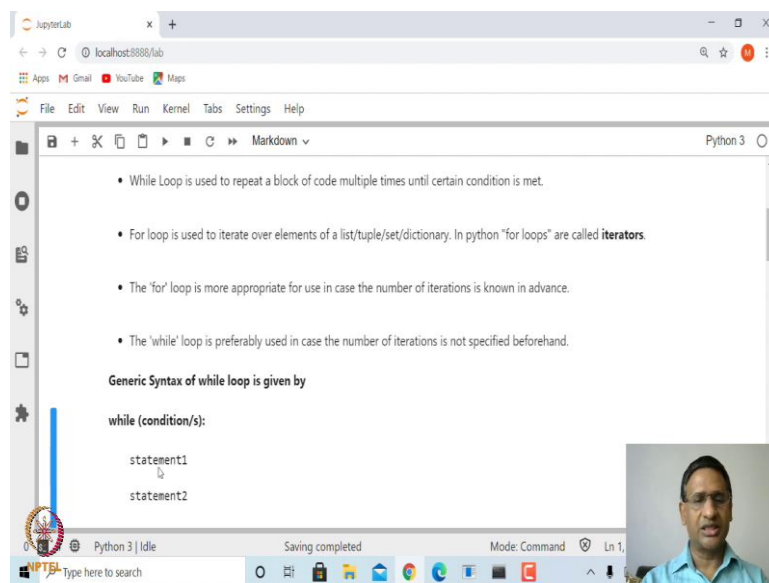 JupyterLab
localhost:8888/lab
M
Apps M Gmail YouTube Maps
File Edit View Run Kernel Tabs Settings Help
Markdown
Python 3
• While Loop is used to repeat a block of code multiple times until certain condition is met.
• For loop is used to iterate over elements of a list/tuple/set/dictionary. In python "for loops" are called iterators.
• The 'for' loop is more appropriate for use in case the number of iterations is known in advance.
• The 'while' loop is preferably used in case the number of iterations is not specified beforehand.
Generic Syntax of while loop is given by
while (condition/s):
statement1
statement2
Python 3 | Idle Saving completed Mode: Command Ln 1,
NPTEL
Type here to search